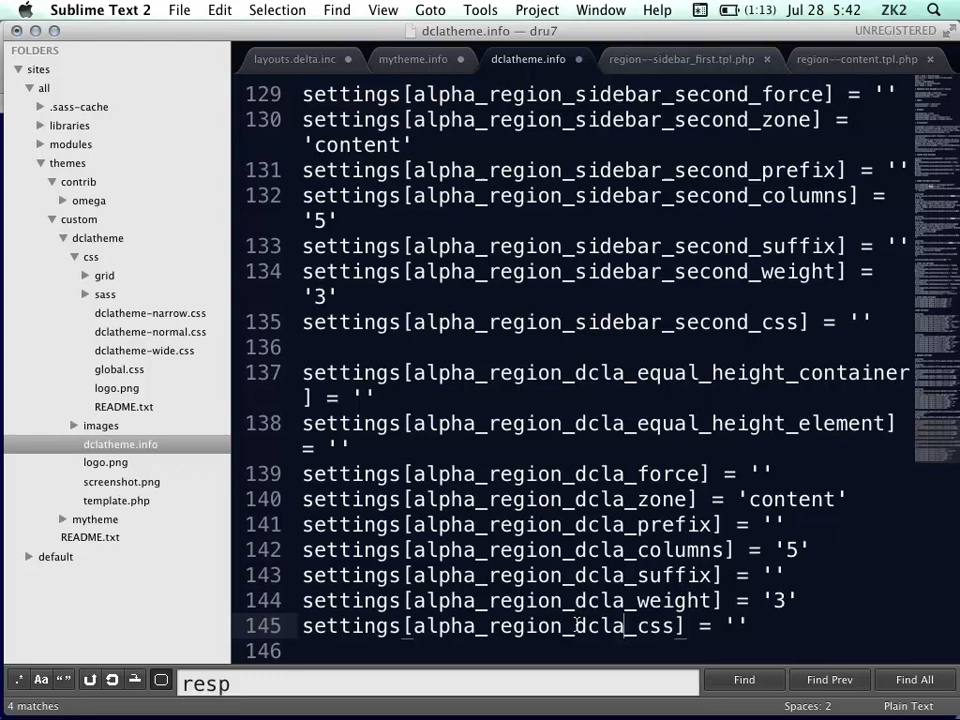 Sublime Text 2 File Edit Selection Find View Goto Tools Project Window Help (1:13) Jul 28 5:42 ZK2
dclatheme.info — dru7
UNREGISTERED
FOLDERS
sites
all
.sass-cache
libraries
modules
themes
contrib
omega
custom
dclatheme
css
grid
sass
dclatheme-narrow.css
dclatheme-normal.css
dclatheme-wide.css
global.css
logo.png
README.txt
images
dclatheme.info
logo.png
screenshot.png
template.php
mytheme
README.txt
default
layouts.delta.inc mytheme.info dclatheme.info region--sidebar_first.tpl.php region--content.tpl.php
129 settings[alpha_region_sidebar_second_force] = ''
130 settings[alpha_region_sidebar_second_zone] =
'content'
131 settings[alpha_region_sidebar_second_prefix] = ''
132 settings[alpha_region_sidebar_second_columns] =
'5'
133 settings[alpha_region_sidebar_second_suffix] = ''
134 settings[alpha_region_sidebar_second_weight] =
'3'
135 settings[alpha_region_sidebar_second_css] = ''
136
137 settings[alpha_region_dcla_equal_height_container
] = ''
138 settings[alpha_region_dcla_equal_height_element]
= ''
139 settings[alpha_region_dcla_force] = ''
140 settings[alpha_region_dcla_zone] = 'content'
141 settings[alpha_region_dcla_prefix] = ''
142 settings[alpha_region_dcla_columns] = '5'
143 settings[alpha_region_dcla_suffix] = ''
144 settings[alpha_region_dcla_weight] = '3'
145 settings[alpha_region_dcla_css] = ''
146
.* Aa “” resp Find Find Prev Find All
4 matches Spaces: 2 Plain Text